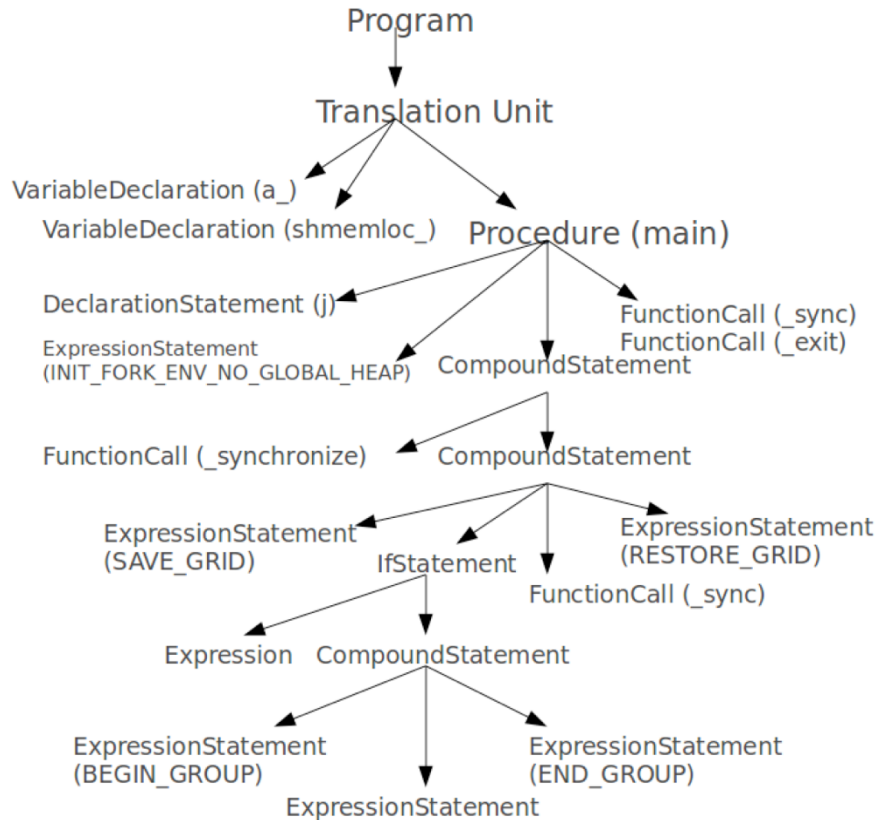 Program
Translation Unit
VariableDeclaration (a_)
VariableDeclaration (shmemloc_)
Procedure (main)
DeclarationStatement (j)
FunctionCall (_sync)
FunctionCall (_exit)
ExpressionStatement
(INIT_FORK_ENV_NO_GLOBAL_HEAP)
CompoundStatement
FunctionCall (_synchronize)
CompoundStatement
ExpressionStatement
(SAVE_GRID)
IfStatement
ExpressionStatement
(RESTORE_GRID)
FunctionCall (_sync)
Expression
CompoundStatement
ExpressionStatement
(BEGIN_GROUP)
ExpressionStatement
(END_GROUP)
ExpressionStatement